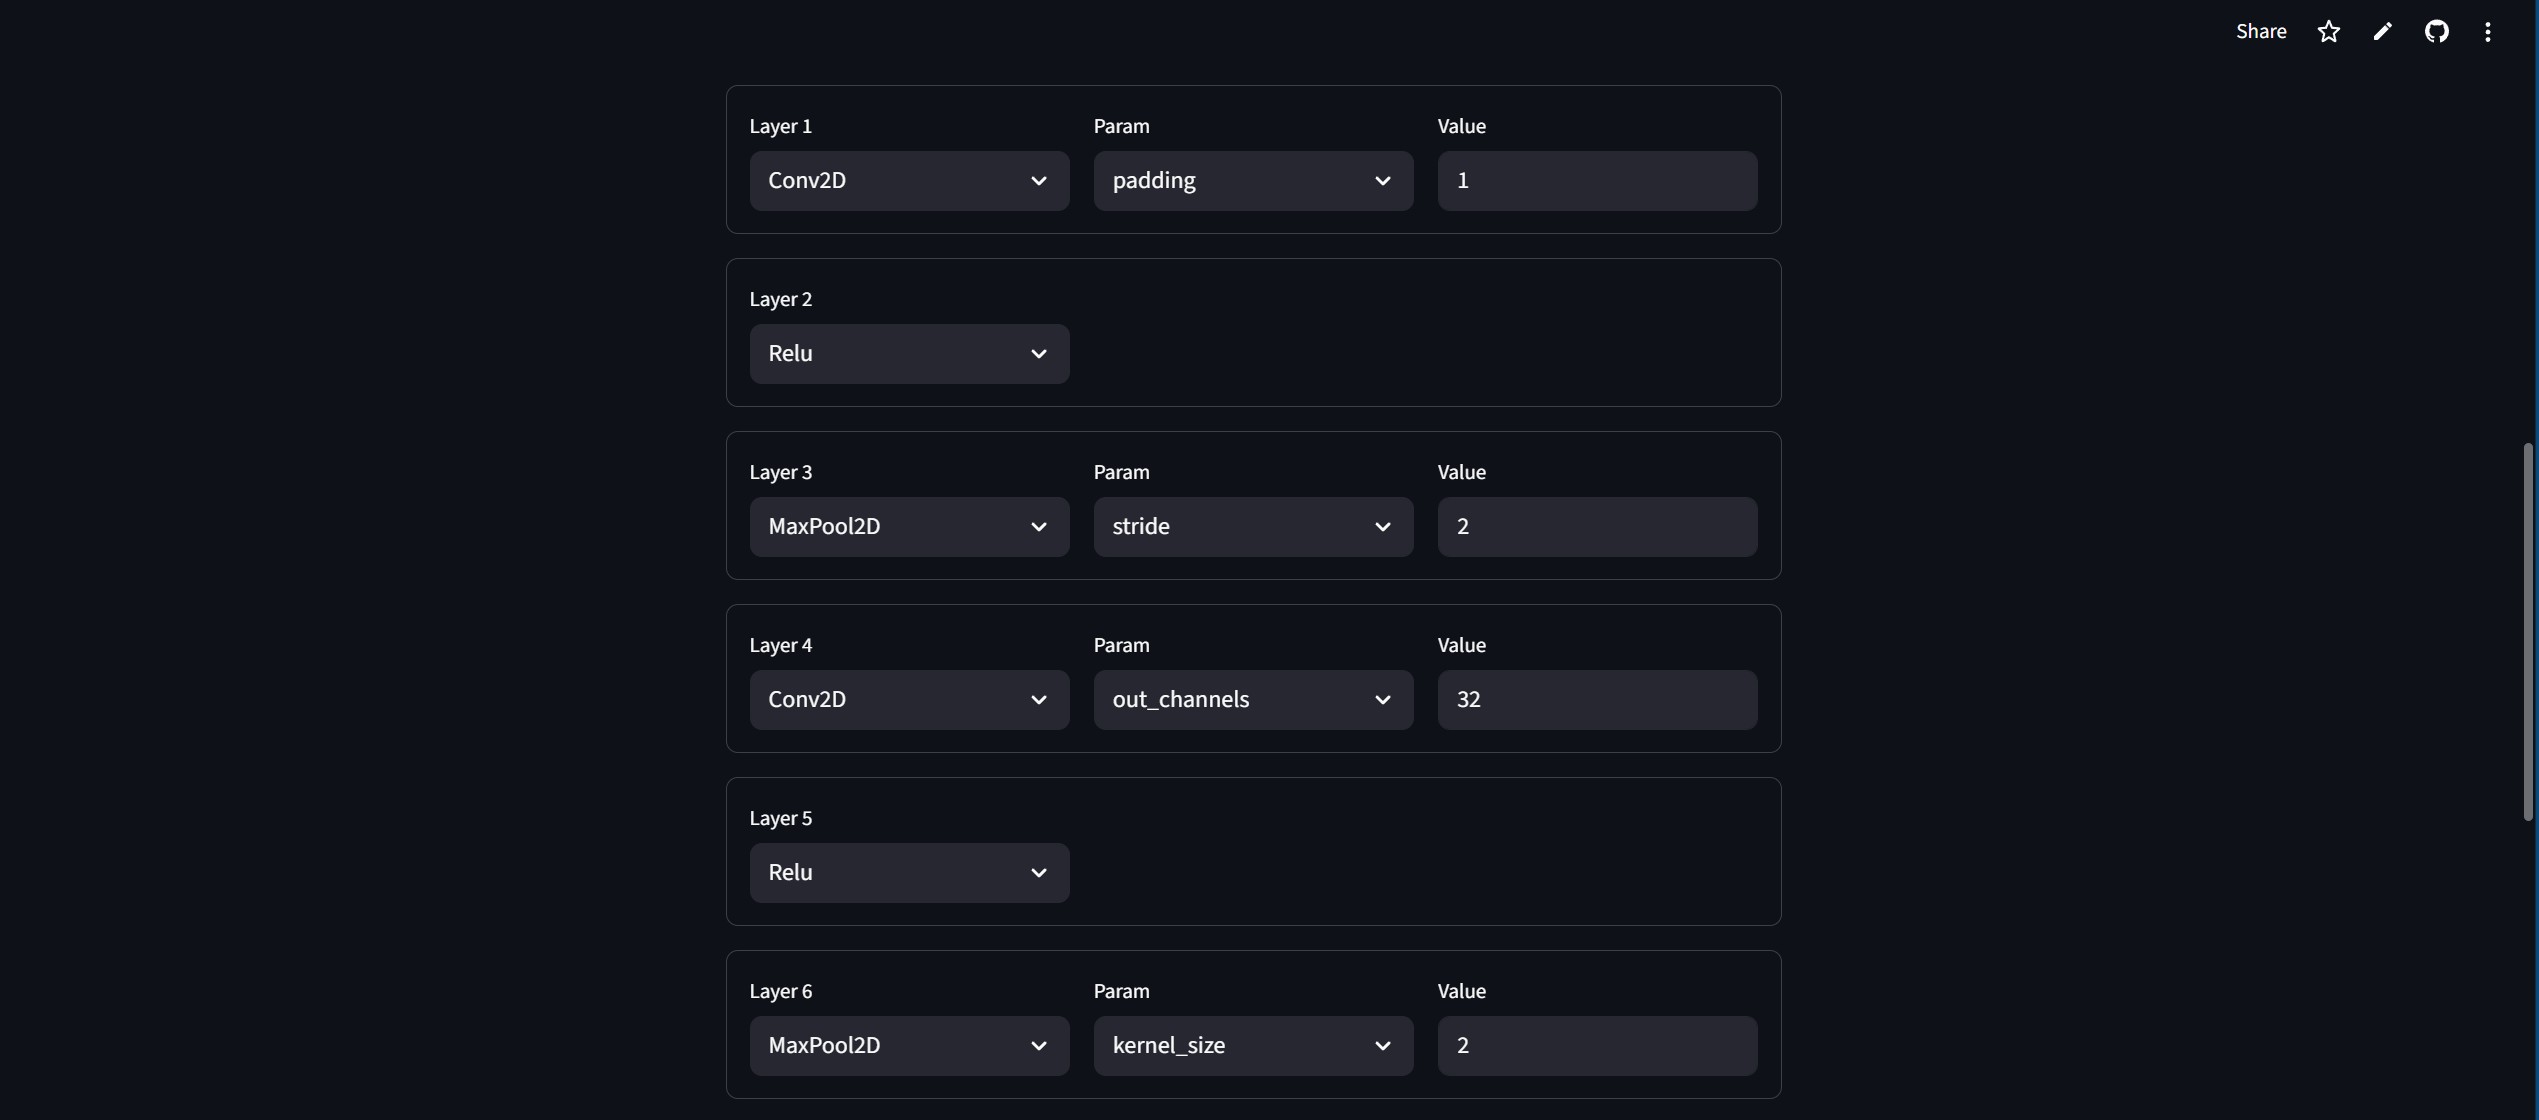 Share
Layer 1 Param Value
Conv2D padding 1
Layer 2
Relu
Layer 3 Param Value
MaxPool2D stride 2
Layer 4 Param Value
Conv2D out_channels 32
Layer 5
Relu
Layer 6 Param Value
MaxPool2D kernel_size 2